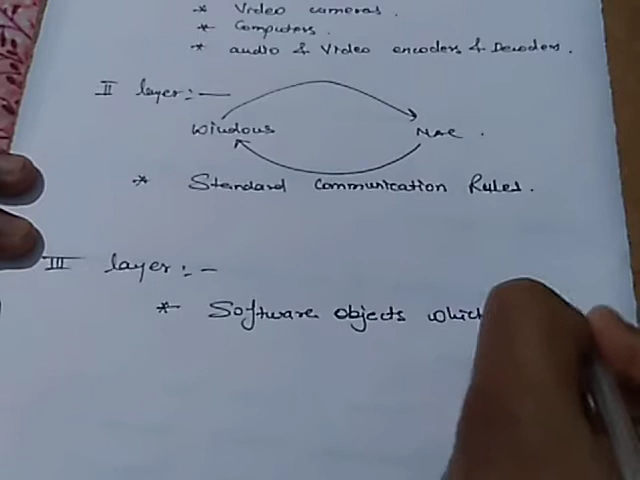 * Video cameras.
* Computers.
* audio & Video encoders & Decoders.
II layer:-
Windows Mac.
* Standard Communication Rules.
III layer:-
* Software objects which